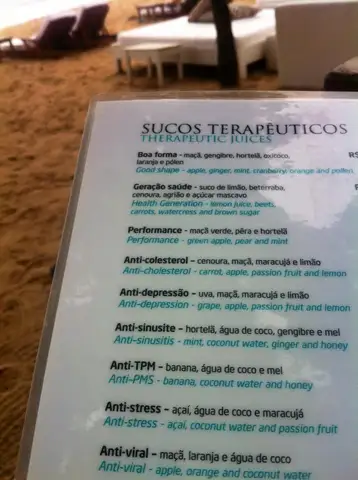 SUCOS TERAPÊUTICOS
THERAPEUTIC JUICES
Boa forma - maçã, gengibre, hortelã, oxicoco,
laranja e pólen
Good shape - apple, ginger, mint, cranberry, orange and pollen
Geração saúde - suco de limão, beterraba,
cenoura, agrião e açúcar mascavo
Health Generation - lemon juice, beets,
carrots, watercress and brown sugar
Performance - maçã verde, pêra e hortelã
Performance - green apple, pear and mint
Anti-colesterol - cenoura, maçã, maracujá e limão
Anti-cholesterol - carrot, apple, passion fruit and lemon
Anti-depressão - uva, maçã, maracujá e limão
Anti-depression - grape, apple, passion fruit and lemon
Anti-sinusite - hortelã, água de coco, gengibre e mel
Anti-sinusitis - mint, coconut water, ginger and honey
Anti-TPM - banana, água de coco e mel
Anti-PMS - banana, coconut water and honey
Anti-stress - açaí, água de coco e maracujá
Anti-stress - açaí, coconut water and passion fruit
Anti-viral - maçã, laranja e água de coco
Anti-viral - apple, orange and coconut water